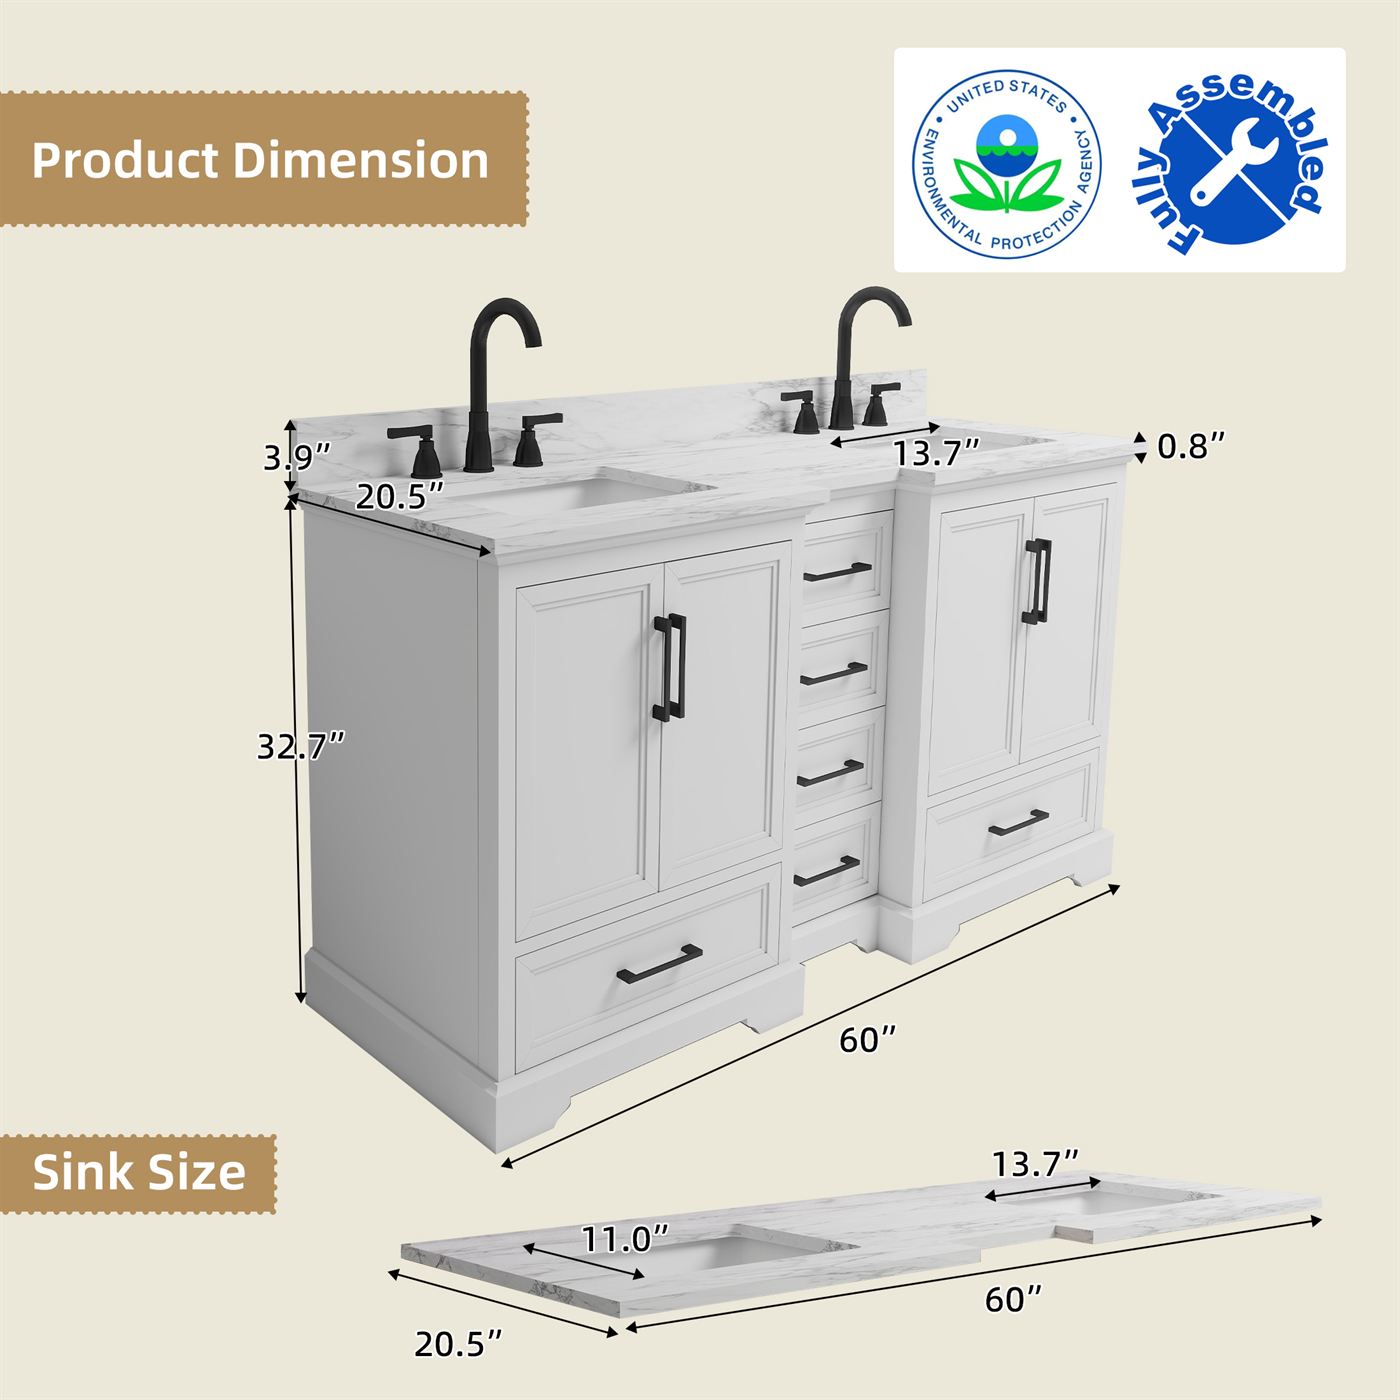 Product Dimension
UNITED STATES
ENVIRONMENTAL PROTECTION AGENCY
Fully Assembled
3.9”
20.5”
13.7”
0.8”
32.7”
60”
Sink Size
13.7”
11.0”
60”
20.5”